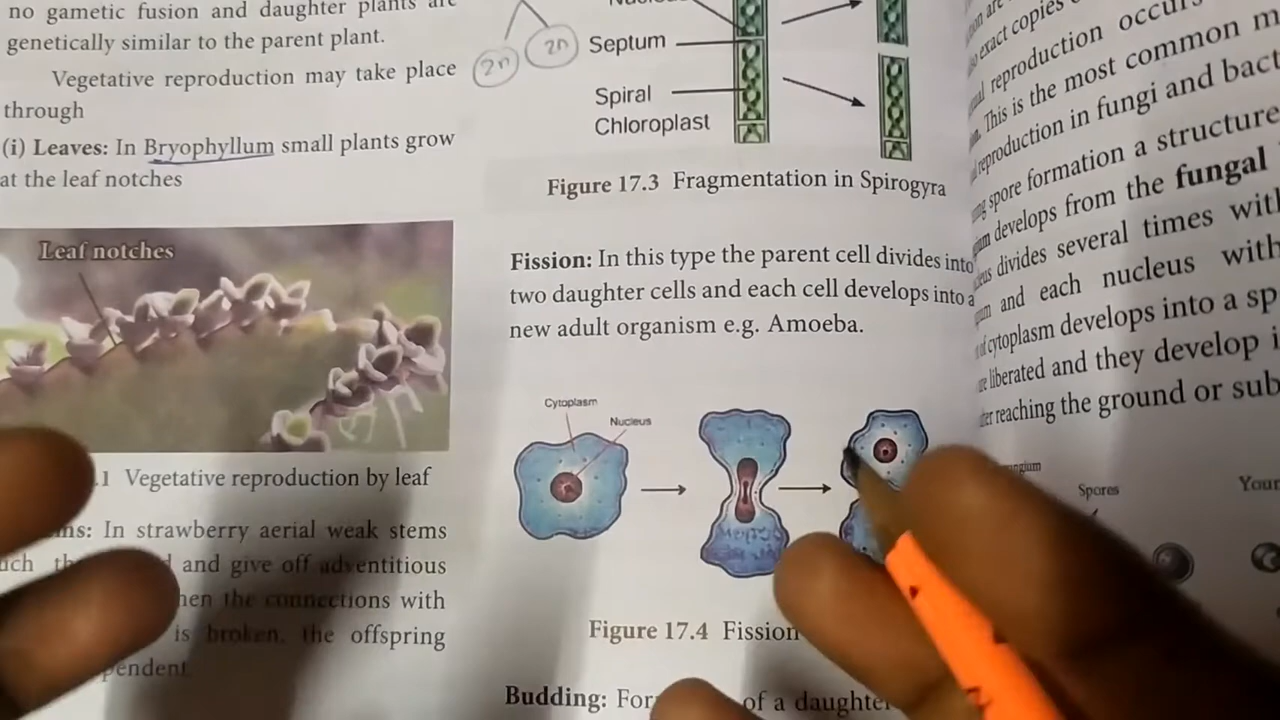 no gametic fusion and daughter plants are
genetically similar to the parent plant.
Vegetative reproduction may take place
through
(i) Leaves: In Bryophyllum small plants grow
at the leaf notches
Leaf notches
.1 Vegetative reproduction by leaf
In strawberry aerial weak stems
and give off adventitious
the connections with
is broken, the offspring
2n
2n
Septum
Spiral
Chloroplast
Figure 17.3 Fragmentation in Spirogyra
Fission: In this type the parent cell divides into
two daughter cells and each cell develops into a
new adult organism e.g. Amoeba.
Cytoplasm
Nucleus
Figure 17.4 Fission
Budding: of a daughter
exact copies
reproduction occurs
This is the most common
reproduction in fungi and
spore formation a structure
develops from the fungal
divides several times
and each nucleus with
cytoplasm develops into a
liberated and they develop
reaching the ground or
Spores